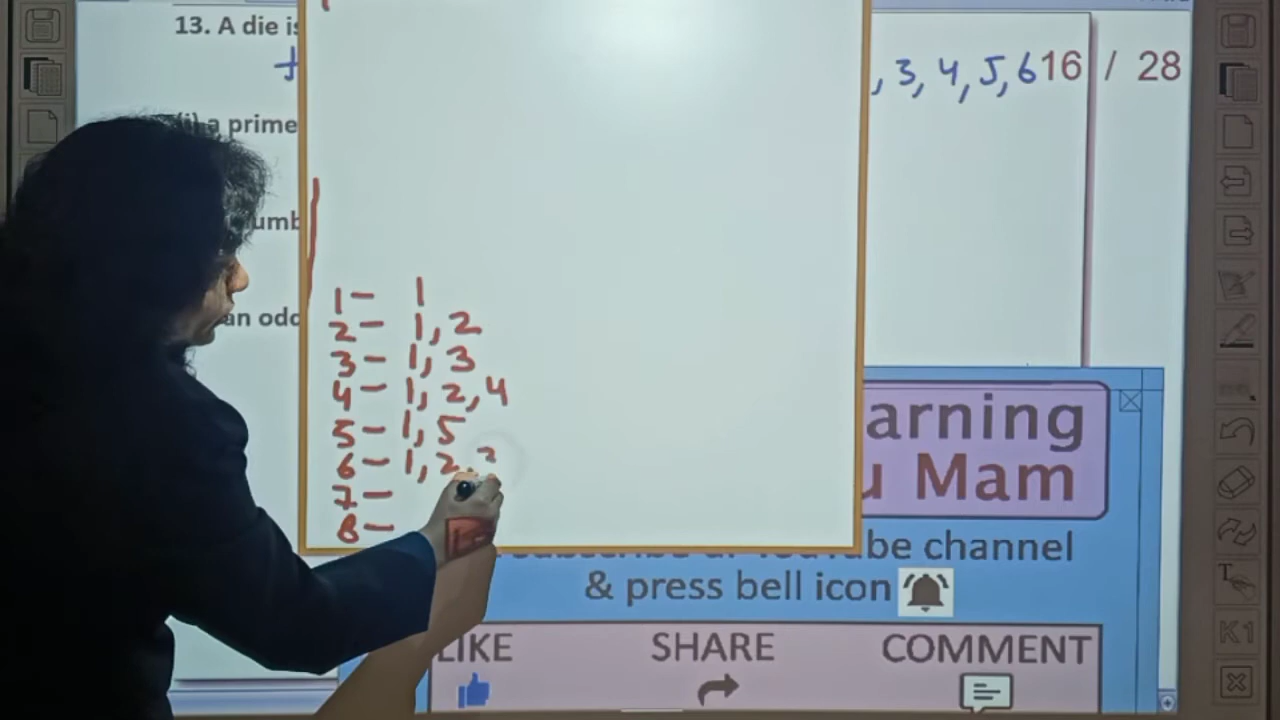 13. A die is
, 3, 4, 5, 6 16 / 28
(i) a prime
umb
an odd
1 - 1
2 - 1, 2
3 - 1, 3
4 - 1, 2, 4
5 - 1, 5
6 - 1, 2, 3
7 -
8 -
arning
u Mam
be channel
& press bell icon
LIKE SHARE COMMENT
K1